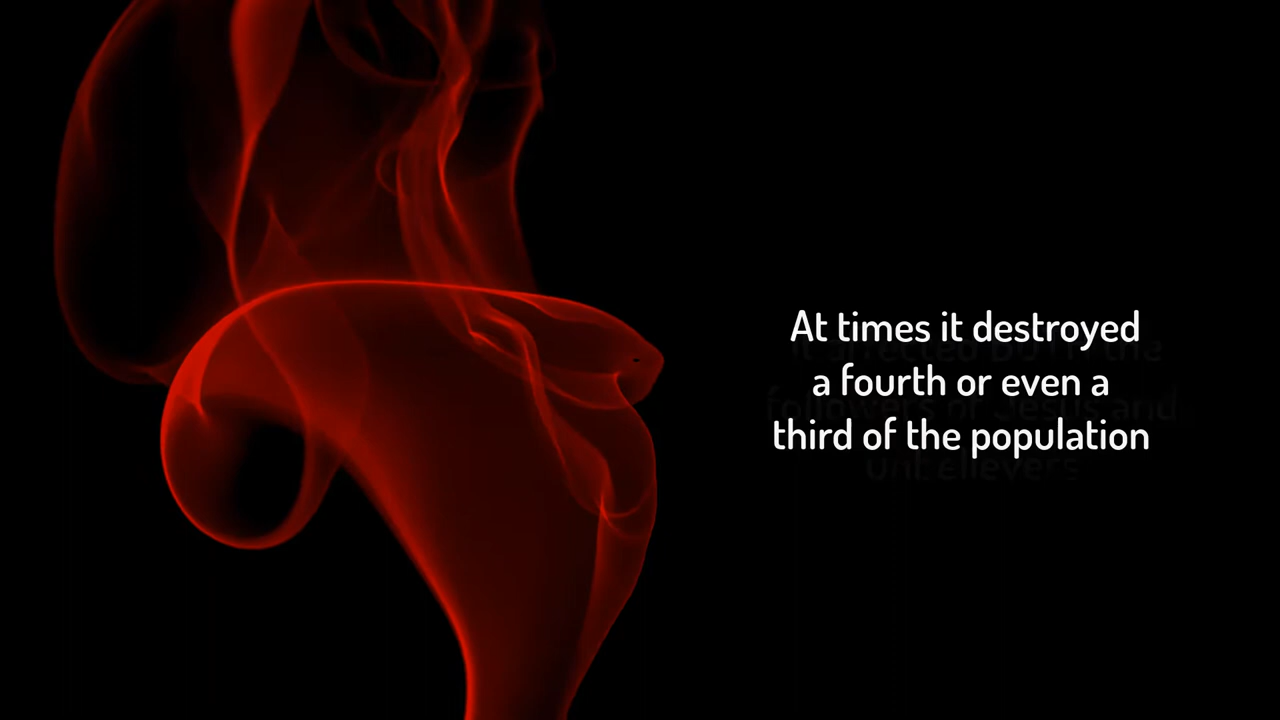 At times it destroyed
a fourth or even a
third of the population